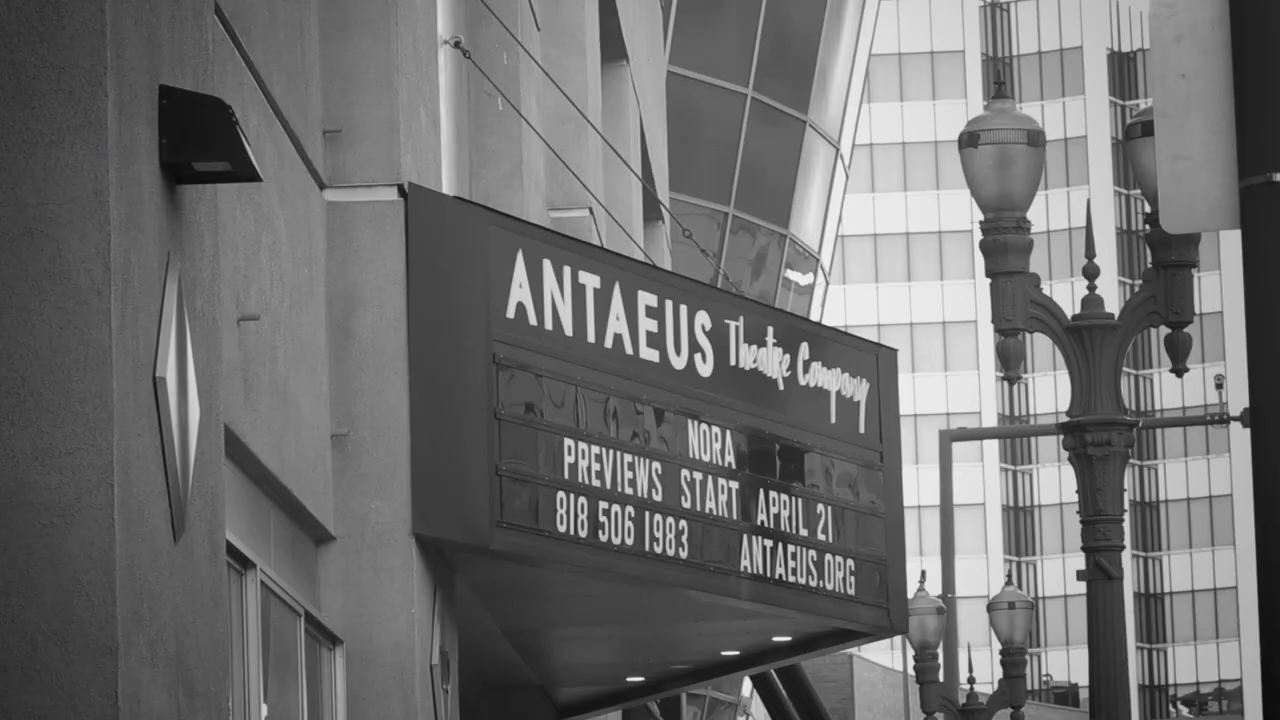 ANTAEUS Theatre Company
NORA
PREVIEWS START APRIL 21
818 506 1983 ANTAEUS.ORG